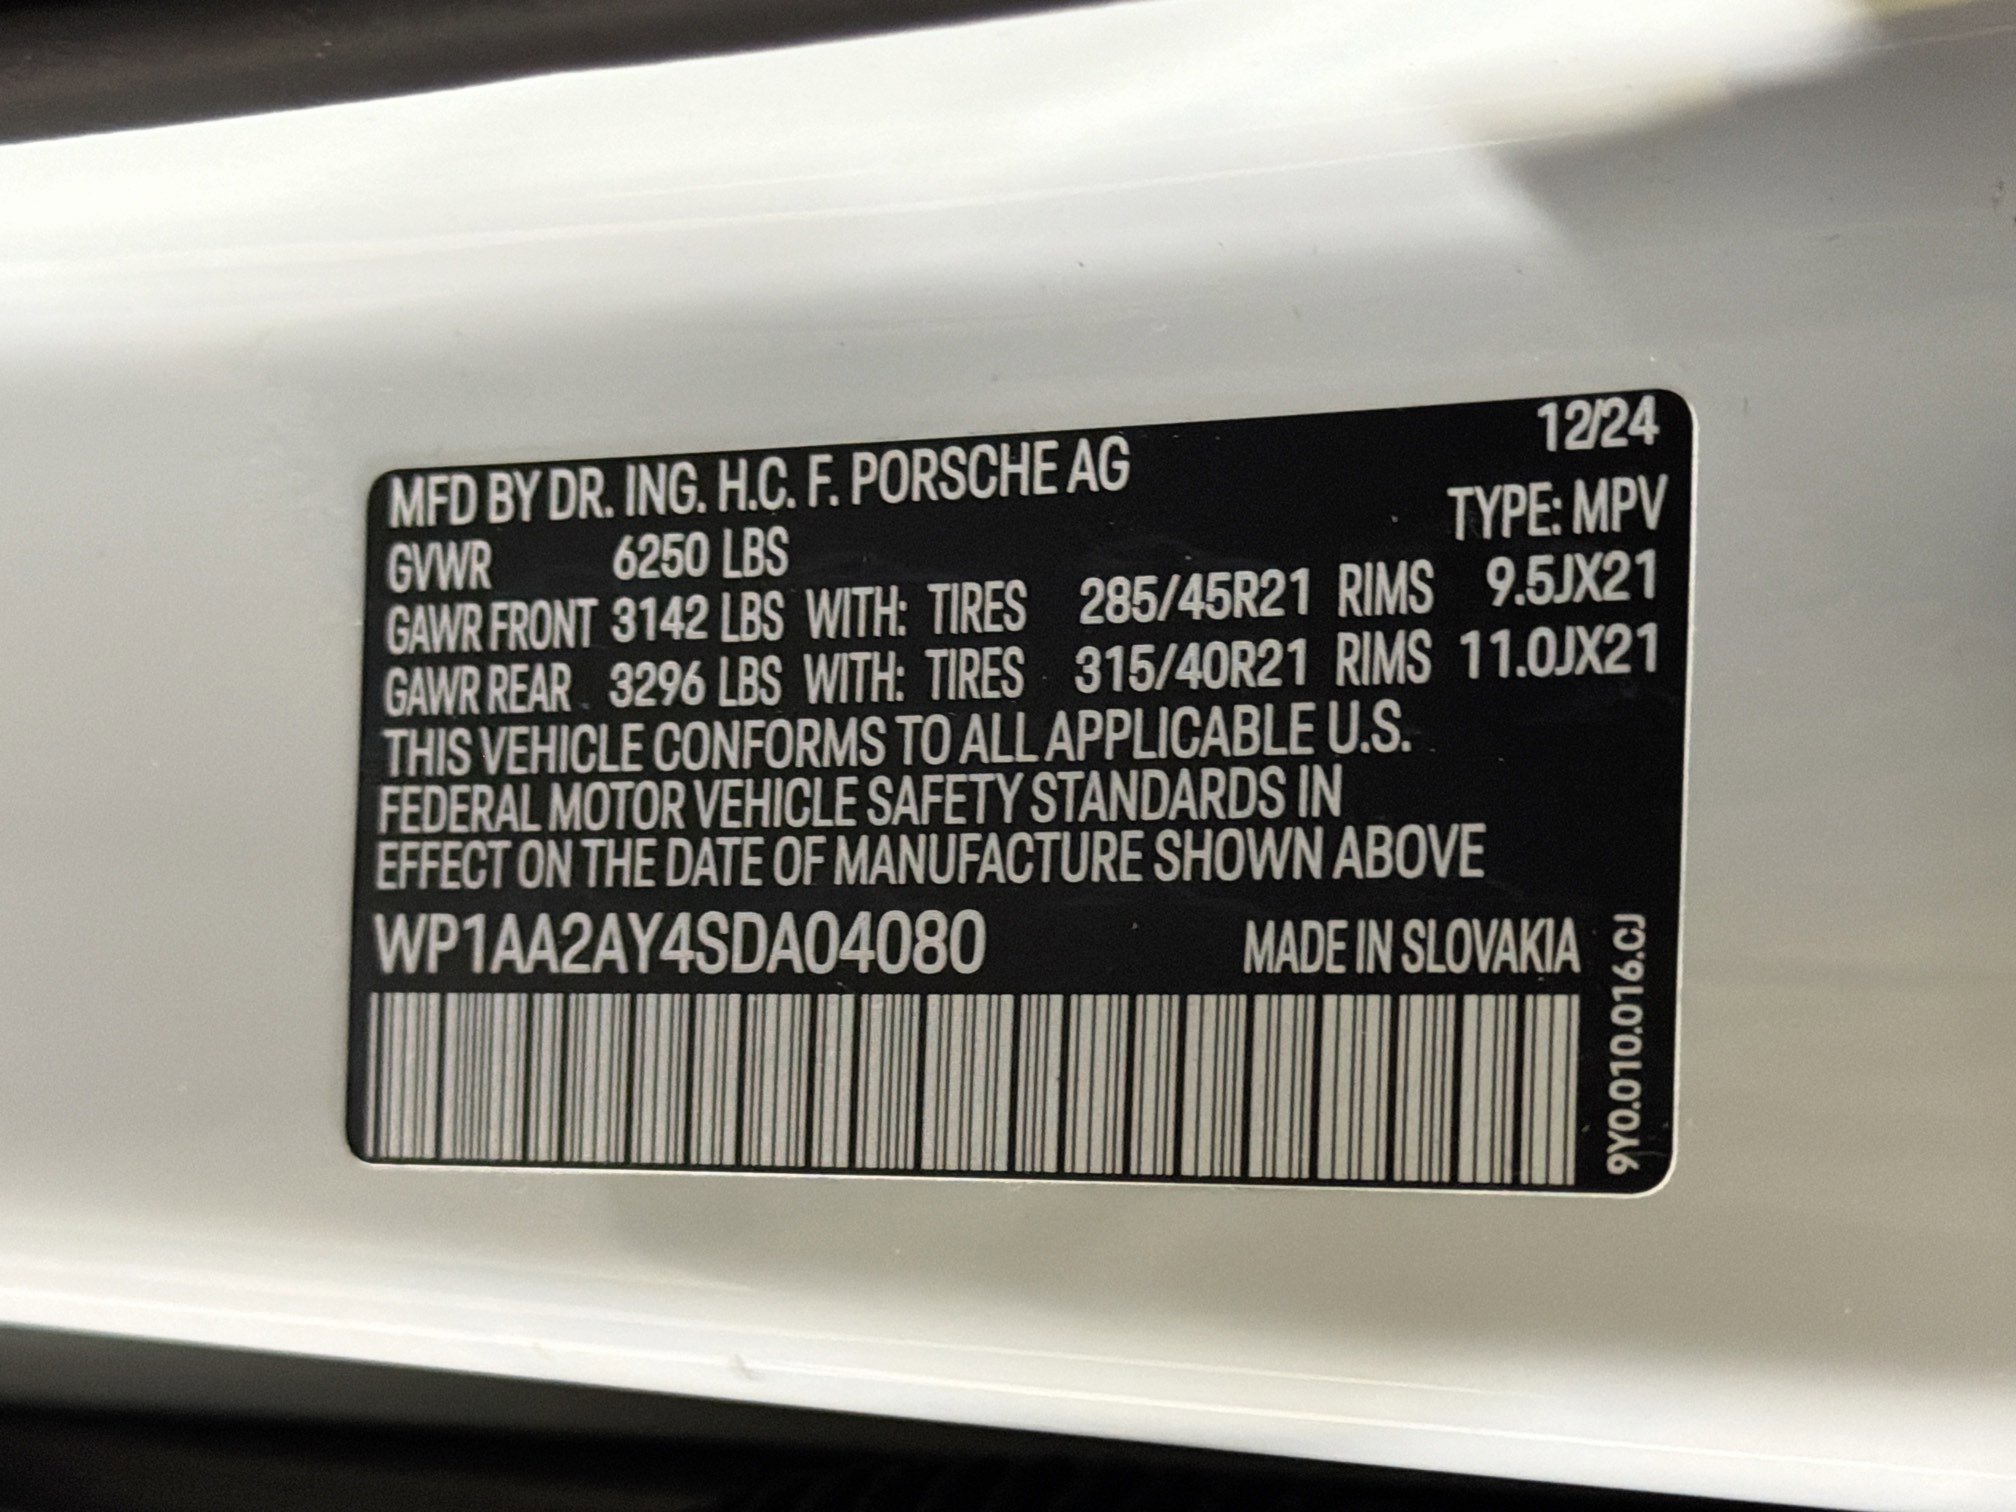 12/24
MFD BY DR. ING. H.C. F. PORSCHE AG
TYPE: MPV
GVWR 6250 LBS
GAWR FRONT 3142 LBS WITH: TIRES 285/45R21 RIMS 9.5JX21
GAWR REAR 3296 LBS WITH: TIRES 315/40R21 RIMS 11.0JX21
THIS VEHICLE CONFORMS TO ALL APPLICABLE U.S.
FEDERAL MOTOR VEHICLE SAFETY STANDARDS IN
EFFECT ON THE DATE OF MANUFACTURE SHOWN ABOVE
WP1AA2AY4SDA04080 MADE IN SLOVAKIA
9Y0.010.016.CJ